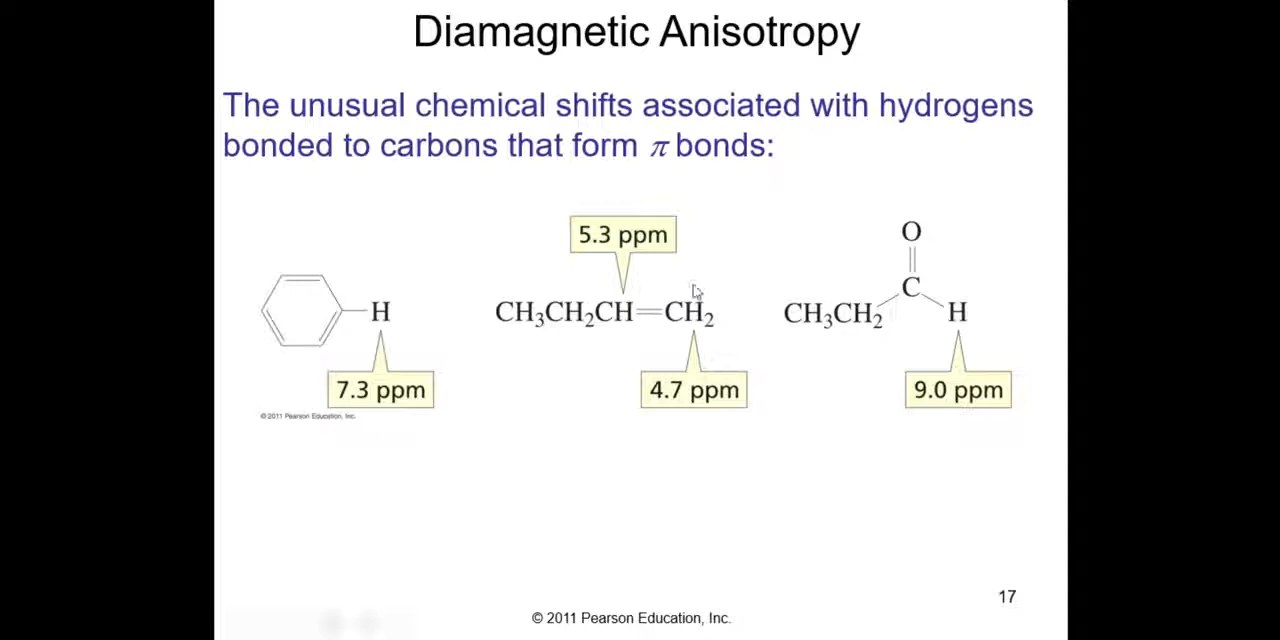 Diamagnetic Anisotropy
The unusual chemical shifts associated with hydrogens
bonded to carbons that form π bonds:
5.3 ppm
O
C
H
CH₃CH₂CH=CH₂
CH₃CH₂
H
7.3 ppm
4.7 ppm
9.0 ppm
© 2011 Pearson Education, Inc.
17
© 2011 Pearson Education, Inc.